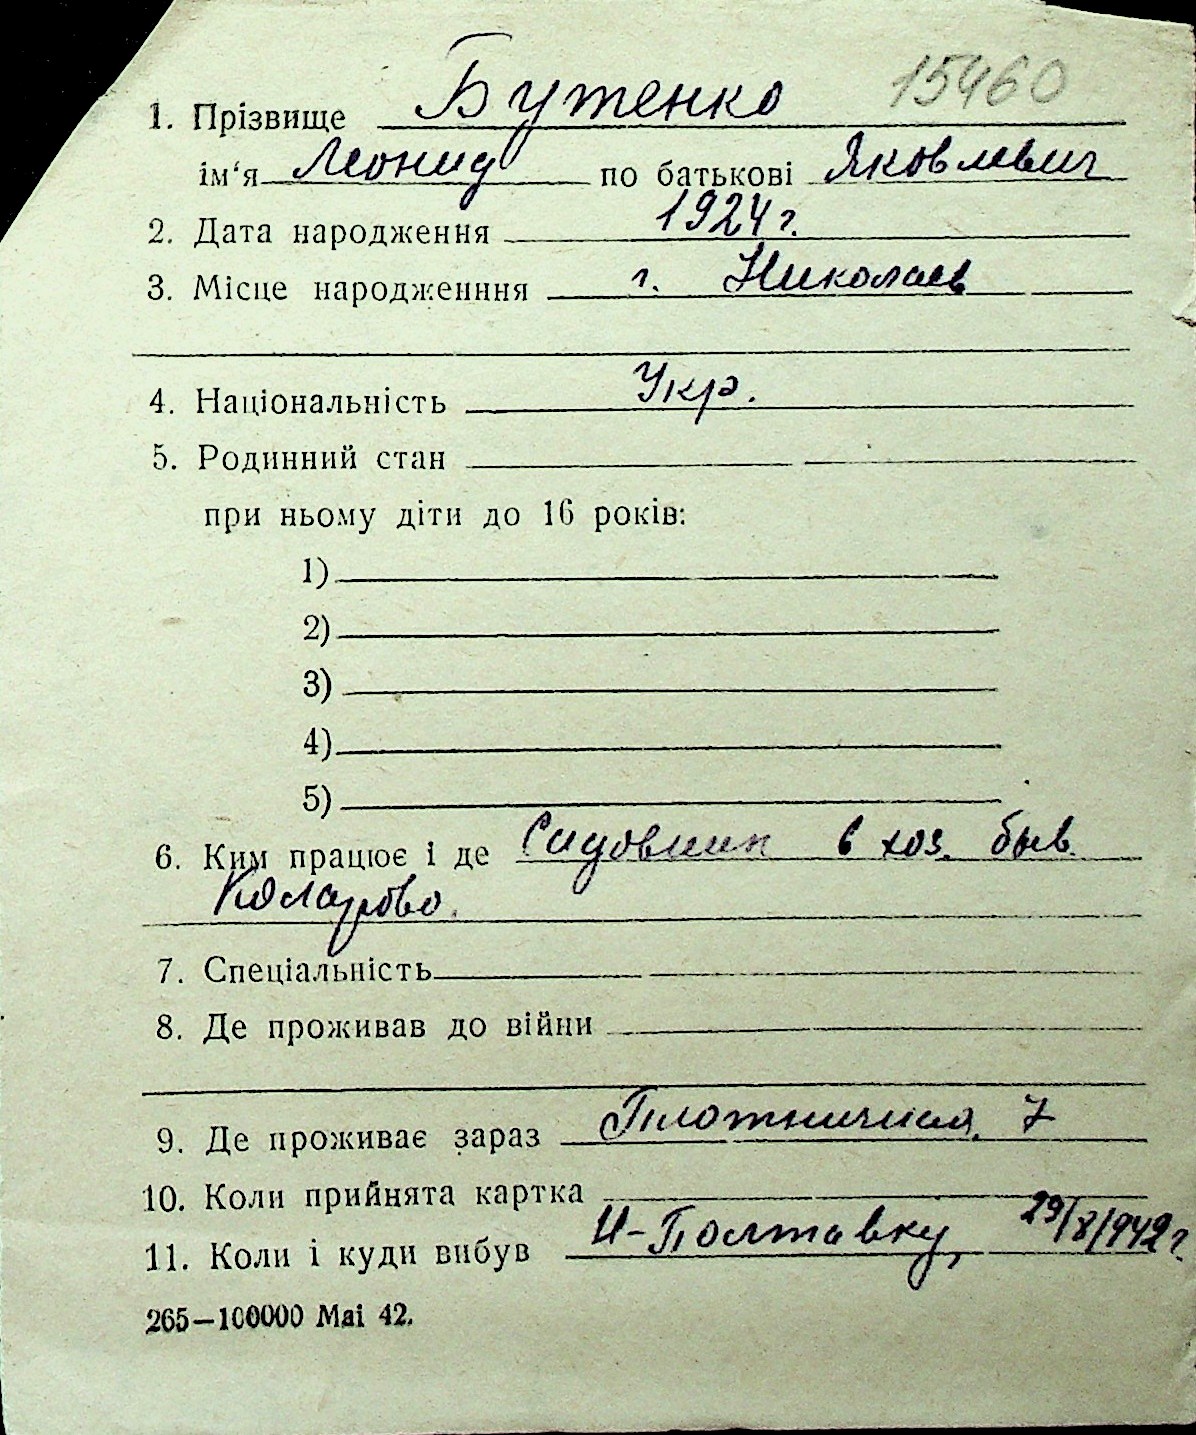 15460
1. Прізвище Бутенко
ім'я Леонид по батькові Яковлевич
2. Дата народження 1924 г.
3. Місце народженння г. Николаев
4. Національність Укр.
5. Родинний стан
при ньому діти до 16 років:
1)
2)
3)
4)
5)
6. Ким працює і де Садовник в хоз. быв.
Коларово.
7. Спеціальність
8. Де проживав до війни
9. Де проживає зараз Плотничная, 7
10. Коли прийнята картка
11. Коли і куди вибув Н-Полтавку, 29/8/942 г.
265—100000 Mai 42.